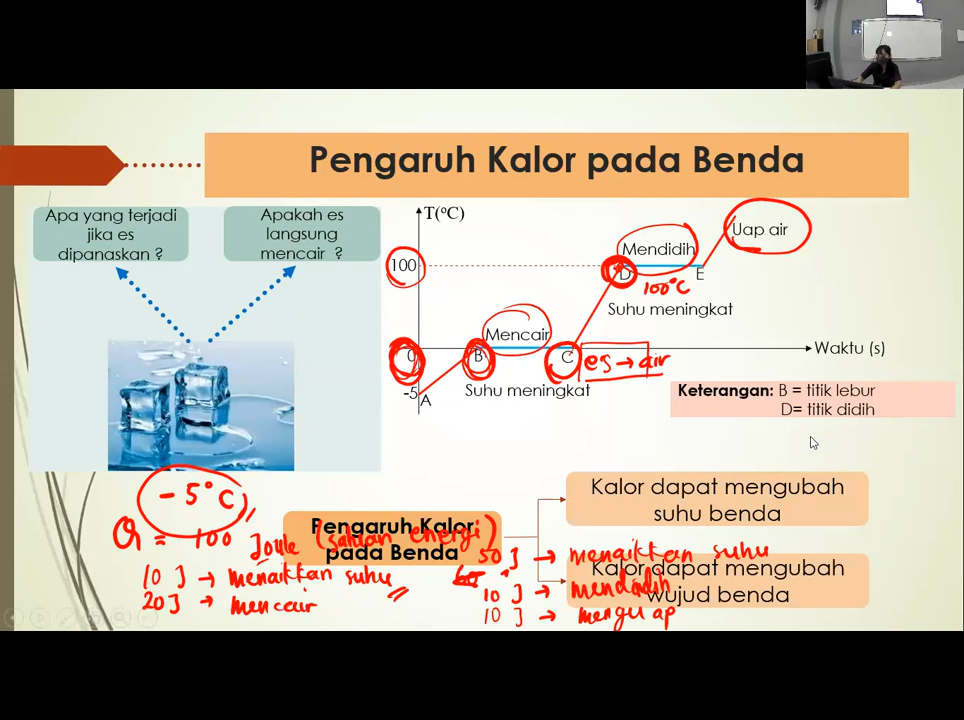 Pengaruh Kalor pada Benda
Apa yang terjadi
jika es
dipanaskan ?
Apakah es
langsung
mencair ?
T(°C)
100
0
-5
A
B
Mencair
C
Suhu meningkat
es → air
D
Mendidih
E
100°C
Suhu meningkat
Uap air
Waktu (s)
Keterangan: B = titik lebur
D= titik didih
- 5°C
Q = 100 Joule (satuan energi)
10 J → menaikkan suhu
20 J → mencair
50 J → menaikkan suhu
10 J → mendidih
10 J → menguap
Pengaruh Kalor
pada Benda
Kalor dapat mengubah
suhu benda
Kalor dapat mengubah
wujud benda